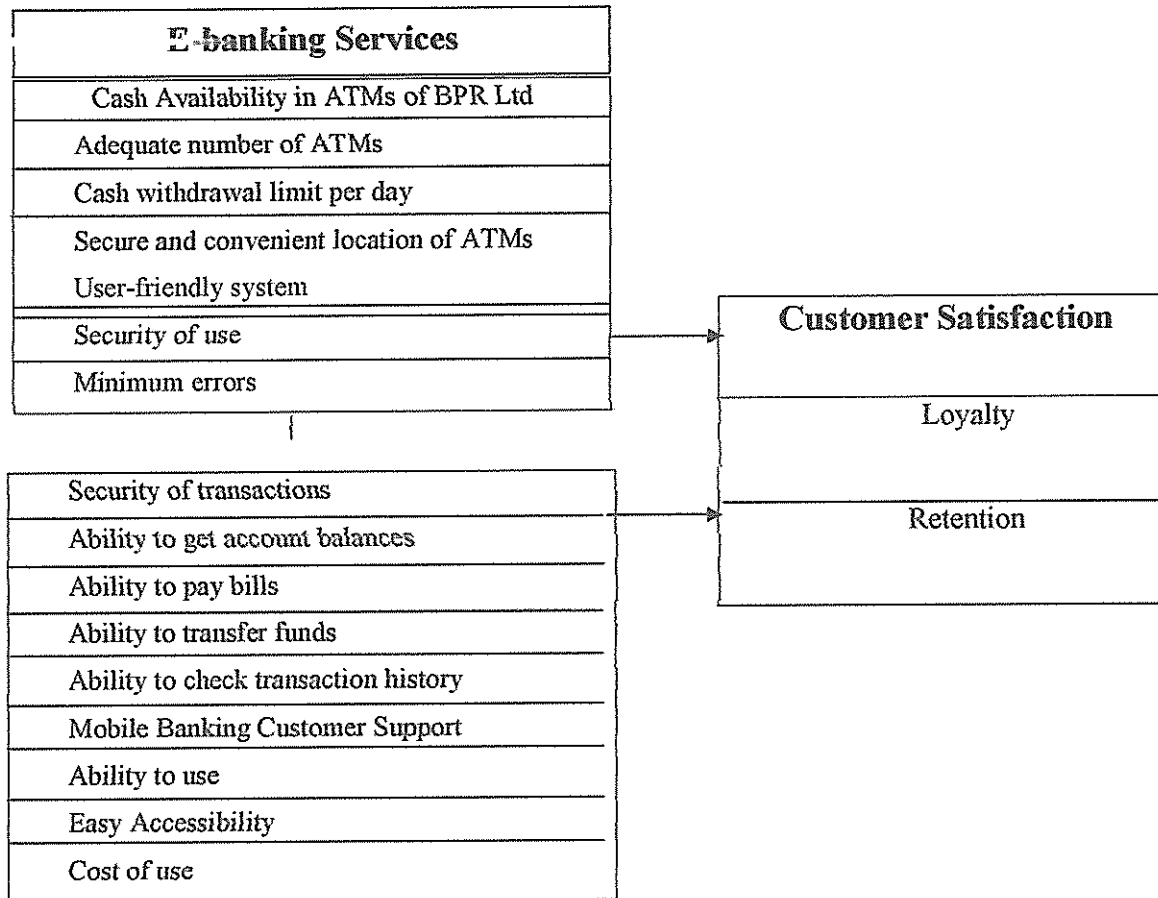 E-banking Services
Cash Availability in ATMs of BPR Ltd
Adequate number of ATMs
Cash withdrawal limit per day
Secure and convenient location of ATMs
User-friendly system
Security of use
Minimum errors
Security of transactions
Ability to get account balances
Ability to pay bills
Ability to transfer funds
Ability to check transaction history
Mobile Banking Customer Support
Ability to use
Easy Accessibility
Cost of use
Customer Satisfaction
Loyalty
Retention